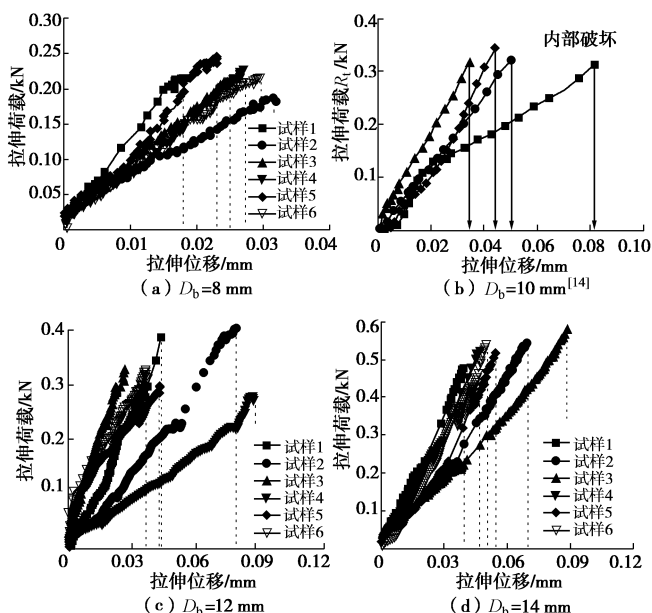 0.25
0.20
0.15
0.10
0.05
0
0.01
0.02
0.03
0.04
拉伸荷载/kN
拉伸位移/mm
试样1
试样2
试样3
试样4
试样5
试样6
(a) Db=8 mm
0.3
0.2
0.1
0
0.02
0.04
0.06
0.08
0.10
拉伸荷载Rt/kN
拉伸位移/mm
内部破坏
(b) Db=10 mm[14]
0.4
0.3
0.2
0.1
0
0.03
0.06
0.09
0.12
拉伸荷载/kN
拉伸位移/mm
试样1
试样2
试样3
试样4
试样5
试样6
(c) Db=12 mm
0.6
0.5
0.4
0.3
0.2
0.1
0
0.03
0.06
0.09
0.12
拉伸荷载/kN
拉伸位移/mm
试样1
试样2
试样3
试样4
试样5
试样6
(d) Db=14 mm